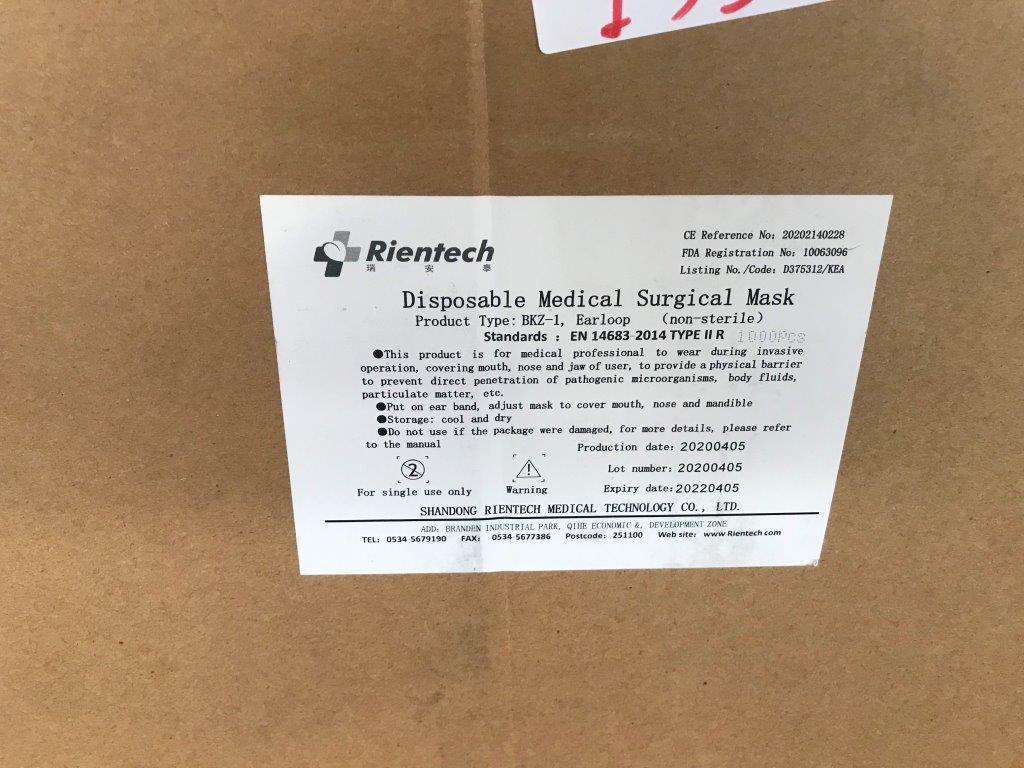 Rientech
瑞安泰
CE Reference No: 20202140228
FDA Registration No: 10063096
Listing No./Code: D375312/KEA
Disposable Medical Surgical Mask
Product Type: BKZ-1, Earloop (non-sterile)
Standards : EN 14683-2014 TYPE II R 1000PCS
●This product is for medical professional to wear during invasive
operation, covering mouth, nose and jaw of user, to provide a physical barrier
to prevent direct penetration of pathogenic microorganisms, body fluids,
particulate matter, etc.
●Put on ear band, adjust mask to cover mouth, nose and mandible
●Storage: cool and dry
●Do not use if the package were damaged, for more details, please refer
to the manual
Production date: 20200405
Lot number: 20200405
Expiry date: 20220405
2
For single use only
Warning
SHANDONG RIENTECH MEDICAL TECHNOLOGY CO., LTD.
ADD: BRANDEN INDUSTRIAL PARK, QIHE ECONOMIC &, DEVELOPMENT ZONE
TEL: 0534-5679190 FAX: 0534-5677386 Postcode: 251100 Web site: www.Rientech.com